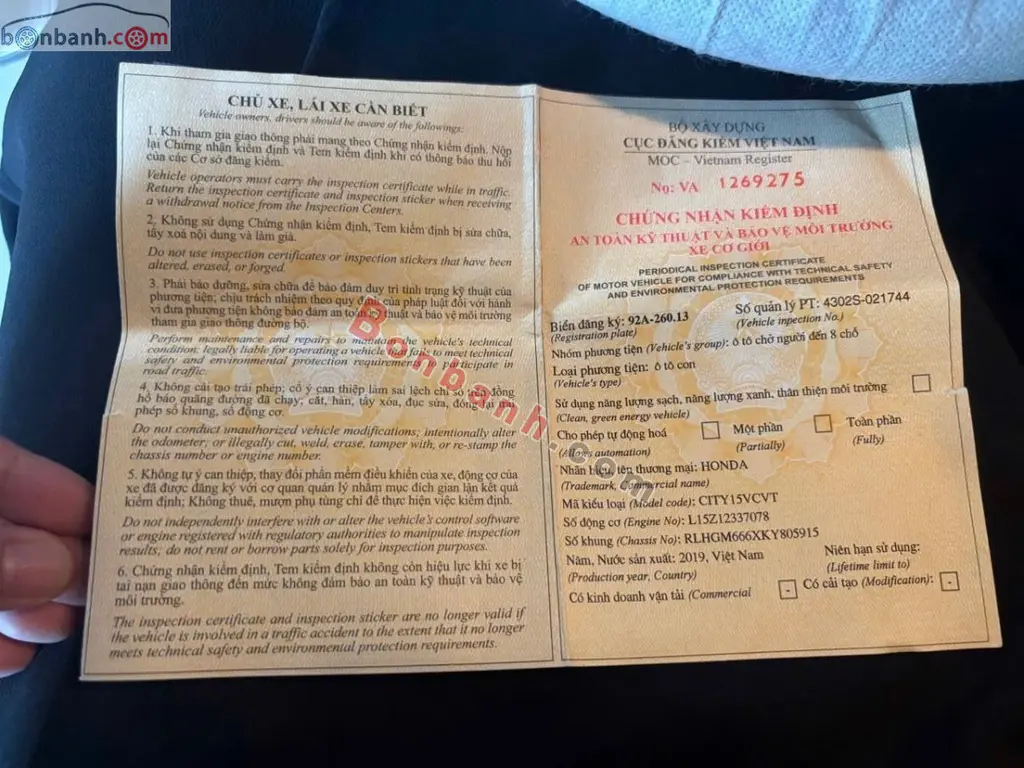 bonbanh.com
CHỦ XE, LÁI XE CẦN BIẾT
Vehicle owners, drivers should be aware of the followings:
1. Khi tham gia giao thông phải mang theo Chứng nhận kiểm định. Nộp
lại Chứng nhận kiểm định và Tem kiểm định khi có thông báo thu hồi
của các Cơ sở đăng kiểm.
Vehicle operators must carry the inspection certificate while in traffic.
Return the inspection certificate and inspection sticker when receiving
a withdrawal notice from the Inspection Centers.
2. Không sử dụng Chứng nhận kiểm định, Tem kiểm định bị sửa chữa,
tẩy xoá nội dung và làm giả.
Do not use inspection certificates or inspection stickers that have been
altered, erased, or forged.
3. Phải bảo dưỡng, sửa chữa để bảo đảm duy trì tình trạng kỹ thuật của
phương tiện; chịu trách nhiệm theo quy định của pháp luật đối với hành
vi đưa phương tiện không bảo đảm an toàn kỹ thuật và bảo vệ môi trường
tham gia giao thông đường bộ.
Perform maintenance and repairs to maintain the vehicle's technical
condition; legally liable for operating a vehicle that fails to meet technical
safety and environmental protection requirements to participate in
road traffic.
4. Không cải tạo trái phép; cố ý can thiệp làm sai lệch chỉ số trên đồng
hồ báo quãng đường đã chạy; cắt, hàn, tẩy xóa, đục sửa, đóng lại trái
phép số khung, số động cơ.
Do not conduct unauthorized vehicle modifications; intentionally alter
the odometer; or illegally cut, weld, erase, tamper with, or re-stamp the
chassis number or engine number.
5. Không tự ý can thiệp, thay đổi phần mềm điều khiển của xe, động cơ của
xe đã được đăng ký với cơ quan quản lý nhằm mục đích gian lận kết quả
kiểm định; Không thuê, mượn phụ tùng chỉ để thực hiện việc kiểm định.
Do not independently interfere with or alter the vehicle's control software
or engine registered with regulatory authorities to manipulate inspection
results; do not rent or borrow parts solely for inspection purposes.
6. Chứng nhận kiểm định, Tem kiểm định không còn hiệu lực khi xe bị
tai nạn giao thông đến mức không đảm bảo an toàn kỹ thuật và bảo vệ
môi trường.
The inspection certificate and inspection sticker are no longer valid if
the vehicle is involved in a traffic accident to the extent that it no longer
meets technical safety and environmental protection requirements.
BỘ XÂY DỰNG
CỤC ĐĂNG KIỂM VIỆT NAM
MOC – Vietnam Register
No: VA 1269275
CHỨNG NHẬN KIỂM ĐỊNH
AN TOÀN KỸ THUẬT VÀ BẢO VỆ MÔI TRƯỜNG
XE CƠ GIỚI
PERIODICAL INSPECTION CERTIFICATE
OF MOTOR VEHICLE FOR COMPLIANCE WITH TECHNICAL SAFETY
AND ENVIRONMENTAL PROTECTION REQUIREMENTS
Biển đăng ký: 92A-260.13 Số quản lý PT: 4302S-021744
(Registration plate) (Vehicle inspection No.)
Nhóm phương tiện (Vehicle's group): ô tô chở người đến 8 chỗ
Loại phương tiện: ô tô con
(Vehicle's type)
Sử dụng năng lượng sạch, năng lượng xanh, thân thiện môi trường
(Clean, green energy vehicle)
Cho phép tự động hoá Một phần Toàn phần
(Allows automation) (Partially) (Fully)
Nhãn hiệu, tên thương mại: HONDA
(Trademark, Commercial name)
Mã kiểu loại (Model code): CITY15VCVT
Số động cơ (Engine No): L15Z12337078
Số khung (Chassis No): RLHGM666XKY805915
Năm, Nước sản xuất: 2019, Việt Nam Niên hạn sử dụng:
(Production year, Country) (Lifetime limit to)
Có kinh doanh vận tải (Commercial - Có cải tạo (Modification): -
Bonbanh.com